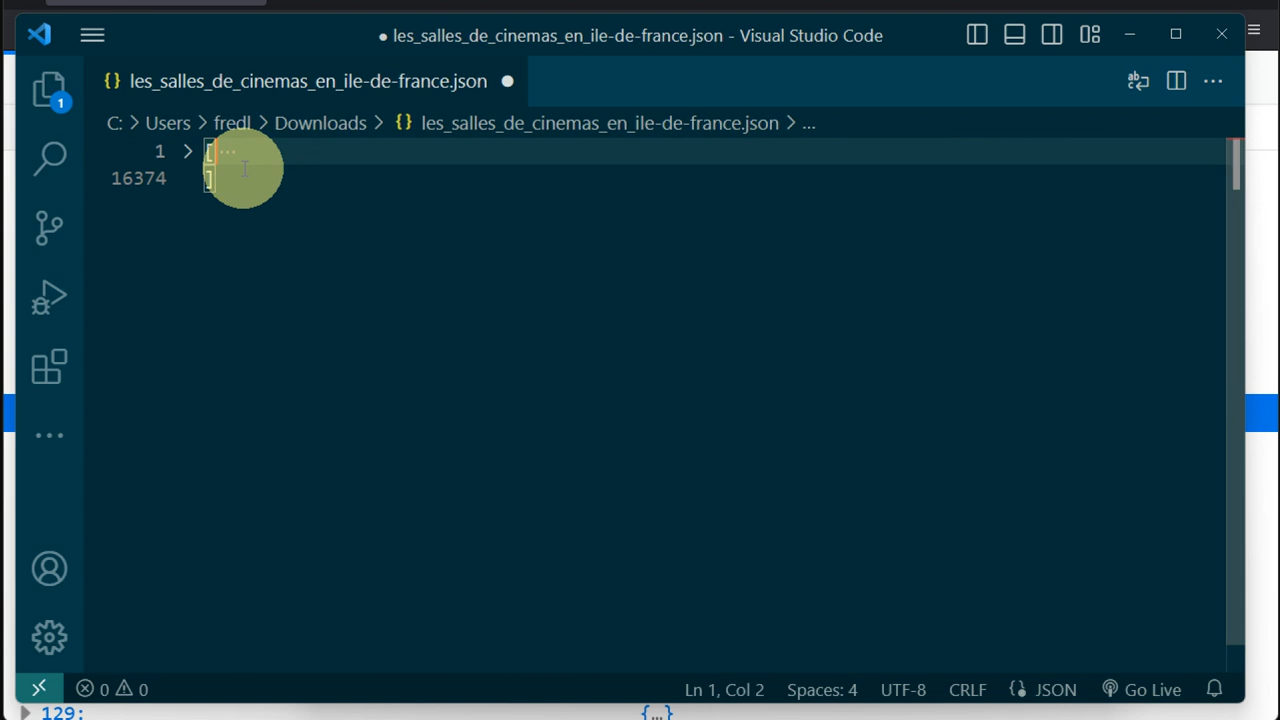 ● les_salles_de_cinemas_en_ile-de-france.json - Visual Studio Code
{} les_salles_de_cinemas_en_ile-de-france.json ●
1
C: > Users > fredl > Downloads > {} les_salles_de_cinemas_en_ile-de-france.json > ...
1 > [ ...
16374 ]
0 0 Ln 1, Col 2 Spaces: 4 UTF-8 CRLF {} JSON Go Live
129: {…}